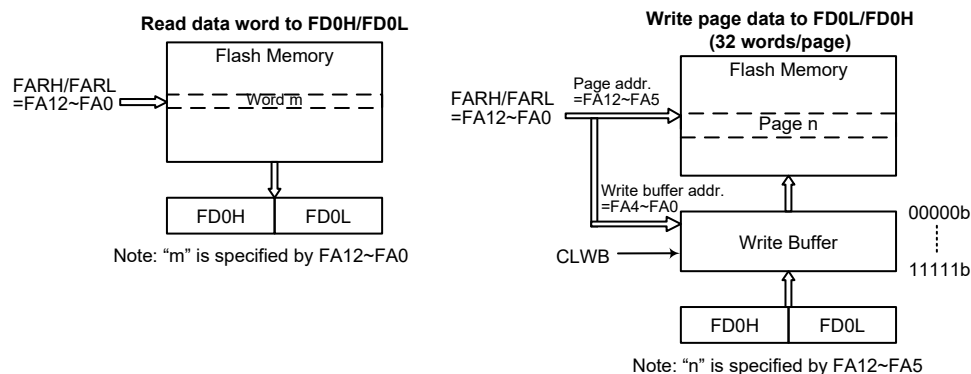 Read data word to FD0H/FD0L
Flash Memory
FARH/FARL
=FA12~FA0
Word m
FD0H
FD0L
Note: “m” is specified by FA12~FA0
Write page data to FD0L/FD0H
(32 words/page)
Flash Memory
FARH/FARL
=FA12~FA0
Page addr.
=FA12~FA5
Page n
Write buffer addr.
=FA4~FA0
Write Buffer
00000b
11111b
CLWB
FD0H
FD0L
Note: “n” is specified by FA12~FA5